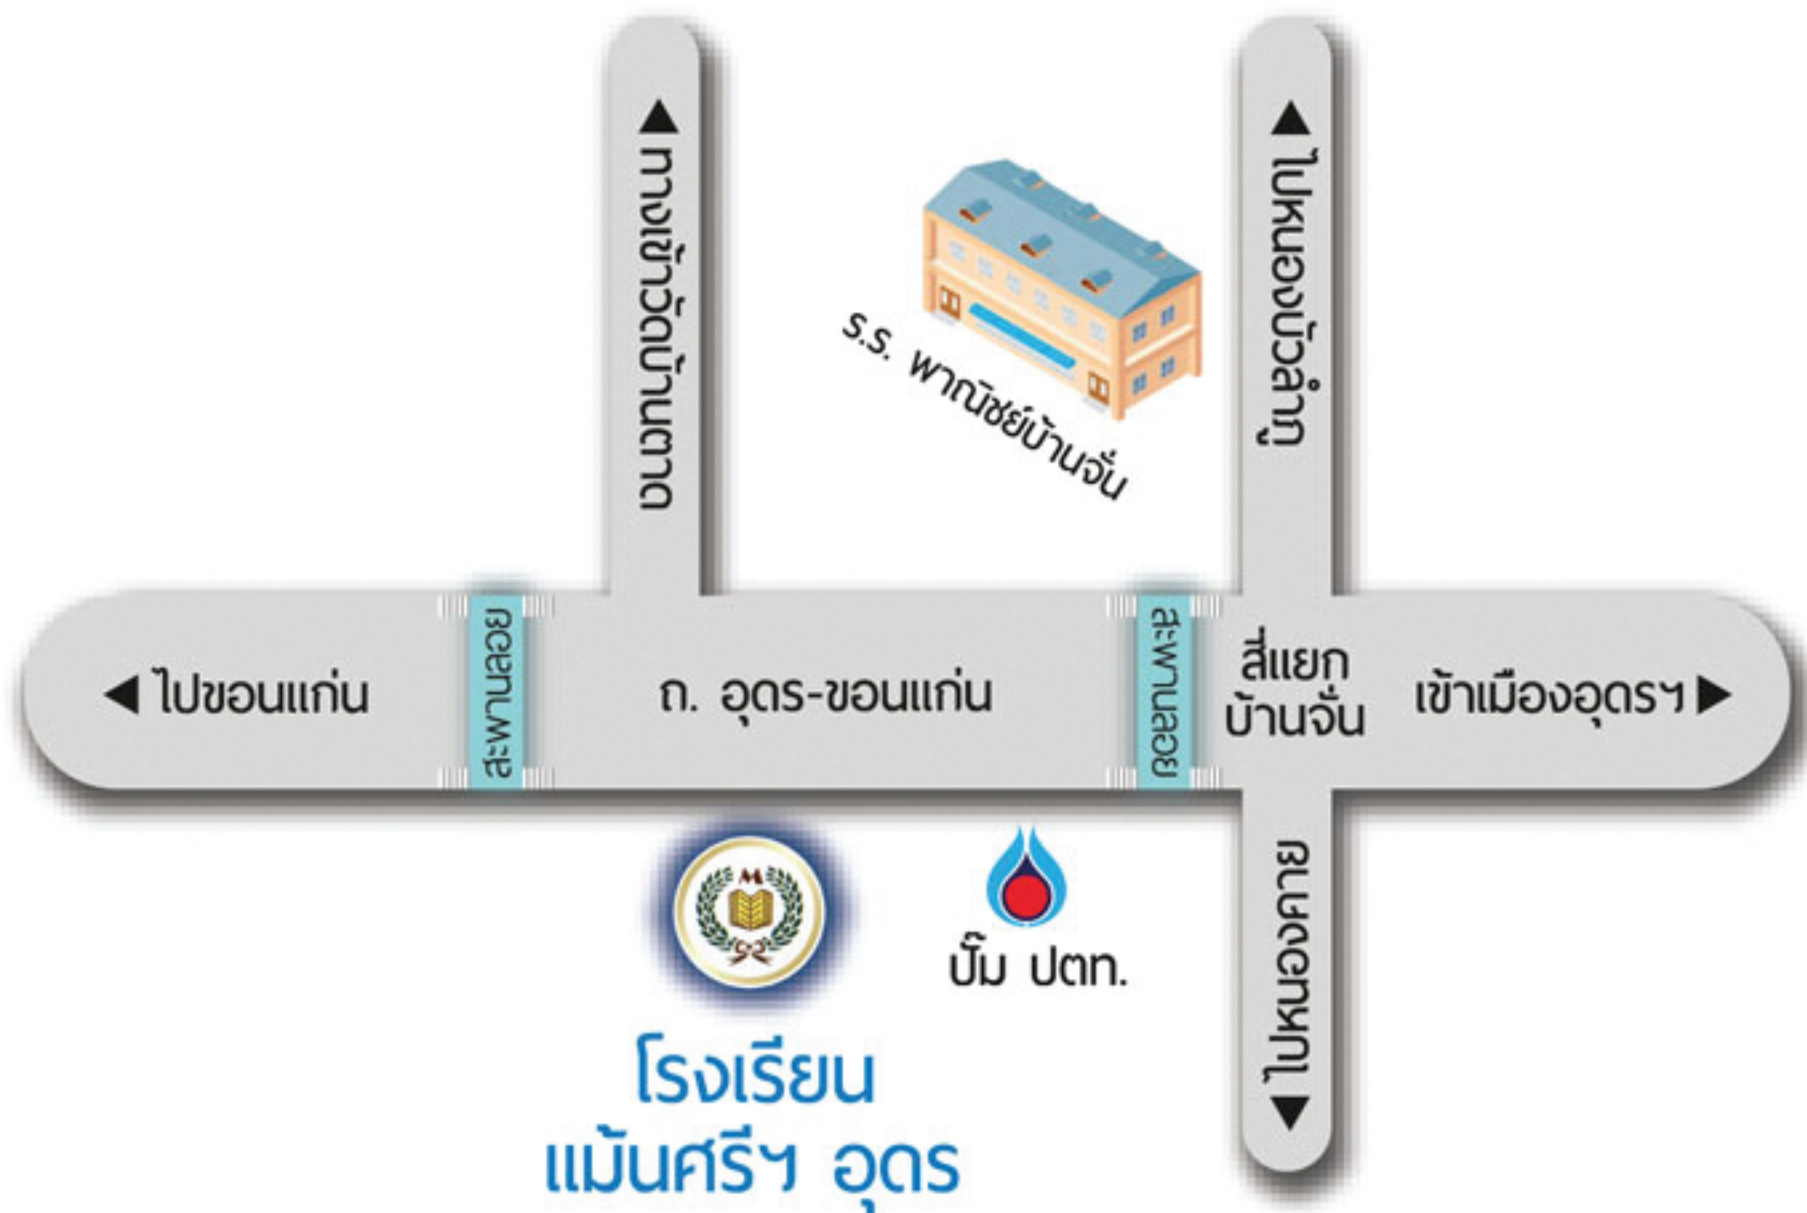 ทางเข้าวัดบ้านตาด
ไปหนองบัวลำภู
ร.ร. พาณิชย์บ้านจั่น
สะพานลอย
สะพานลอย
สี่แยก
บ้านจั่น
ไปขอนแก่น
ถ. อุดร-ขอนแก่น
เข้าเมืองอุดรฯ
M
ปั๊ม ปตท.
ไปหนองคาย
โรงเรียน
แม้นศรีฯ อุดร